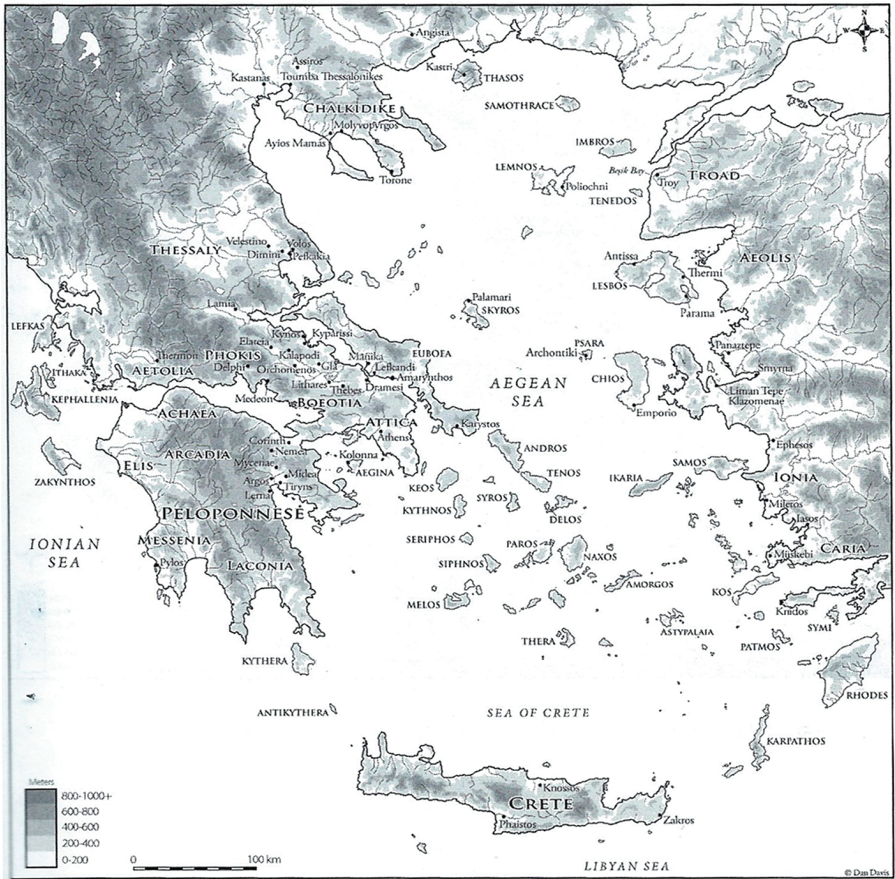 N
W
E
S
Angista
Assiros
Kastri
THASOS
Kastanas
Toumba Thessalonikes
SAMOTHRACE
CHALKIDIKE
Molyvopyrgos
Ayios Mamas
IMBROS
LEMNOS
Beşik Bay
Troy
TROAD
Torone
Poliochni
TENEDOS
Velestino
Volos
THESSALY
Dimini
Pefkakia
Antissa
AEOLIS
Thermi
LESBOS
Lamia
Palamari
SKYROS
Parama
LEFKAS
Kynos
Kyparissi
Elateia
PSARA
Panaztepe
Thermon
PHOKIS
Kalapodi
Manika
EUBOEA
Archontiki
ITHAKA
AETOLIA
Delphi
Orchomenos
Gla
Lefkandi
Smyrna
Amarynthos
AEGEAN
SEA
CHIOS
KEPHALLENIA
Lithares
Thebes
Dramesi
Liman Tepe
Klazomenae
Medeon
BOEOTIA
ACHAEA
Emporio
ATTICA
Karystos
Corinth
Athens
Ephesos
ARCADIA
Nemea
Kolonna
ANDROS
ELIS
Mycenae
SAMOS
AEGINA
TENOS
ZAKYNTHOS
Argos
Midea
IKARIA
IONIA
Tiryns
KEOS
Lerna
SYROS
Miletos
PELOPONNESE
KYTHNOS
DELOS
Iasos
MESSENIA
SERIPHOS
PAROS
IONIAN
SEA
CARIA
NAXOS
Müskebi
Pylos
LACONIA
SIPHNOS
AMORGOS
KOS
MELOS
Knidos
SYMI
THERA
ASTYPALAIA
PATMOS
KYTHERA
RHODES
ANTIKYTHERA
SEA OF CRETE
KARPATHOS
Meters
800-1000+
600-800
400-600
200-400
0-200
Knossos
CRETE
Phaistos
Zakros
0
100 km
LIBYAN SEA
© Dan Davis